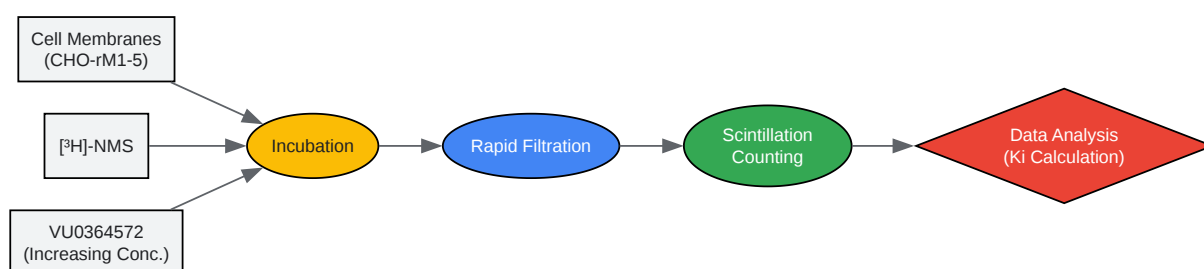 Cell Membranes
(CHO-rM1-5)
[³H]-NMS
VU0364572
(Increasing Conc.)
Incubation
Rapid Filtration
Scintillation
Counting
Data Analysis
(Ki Calculation)